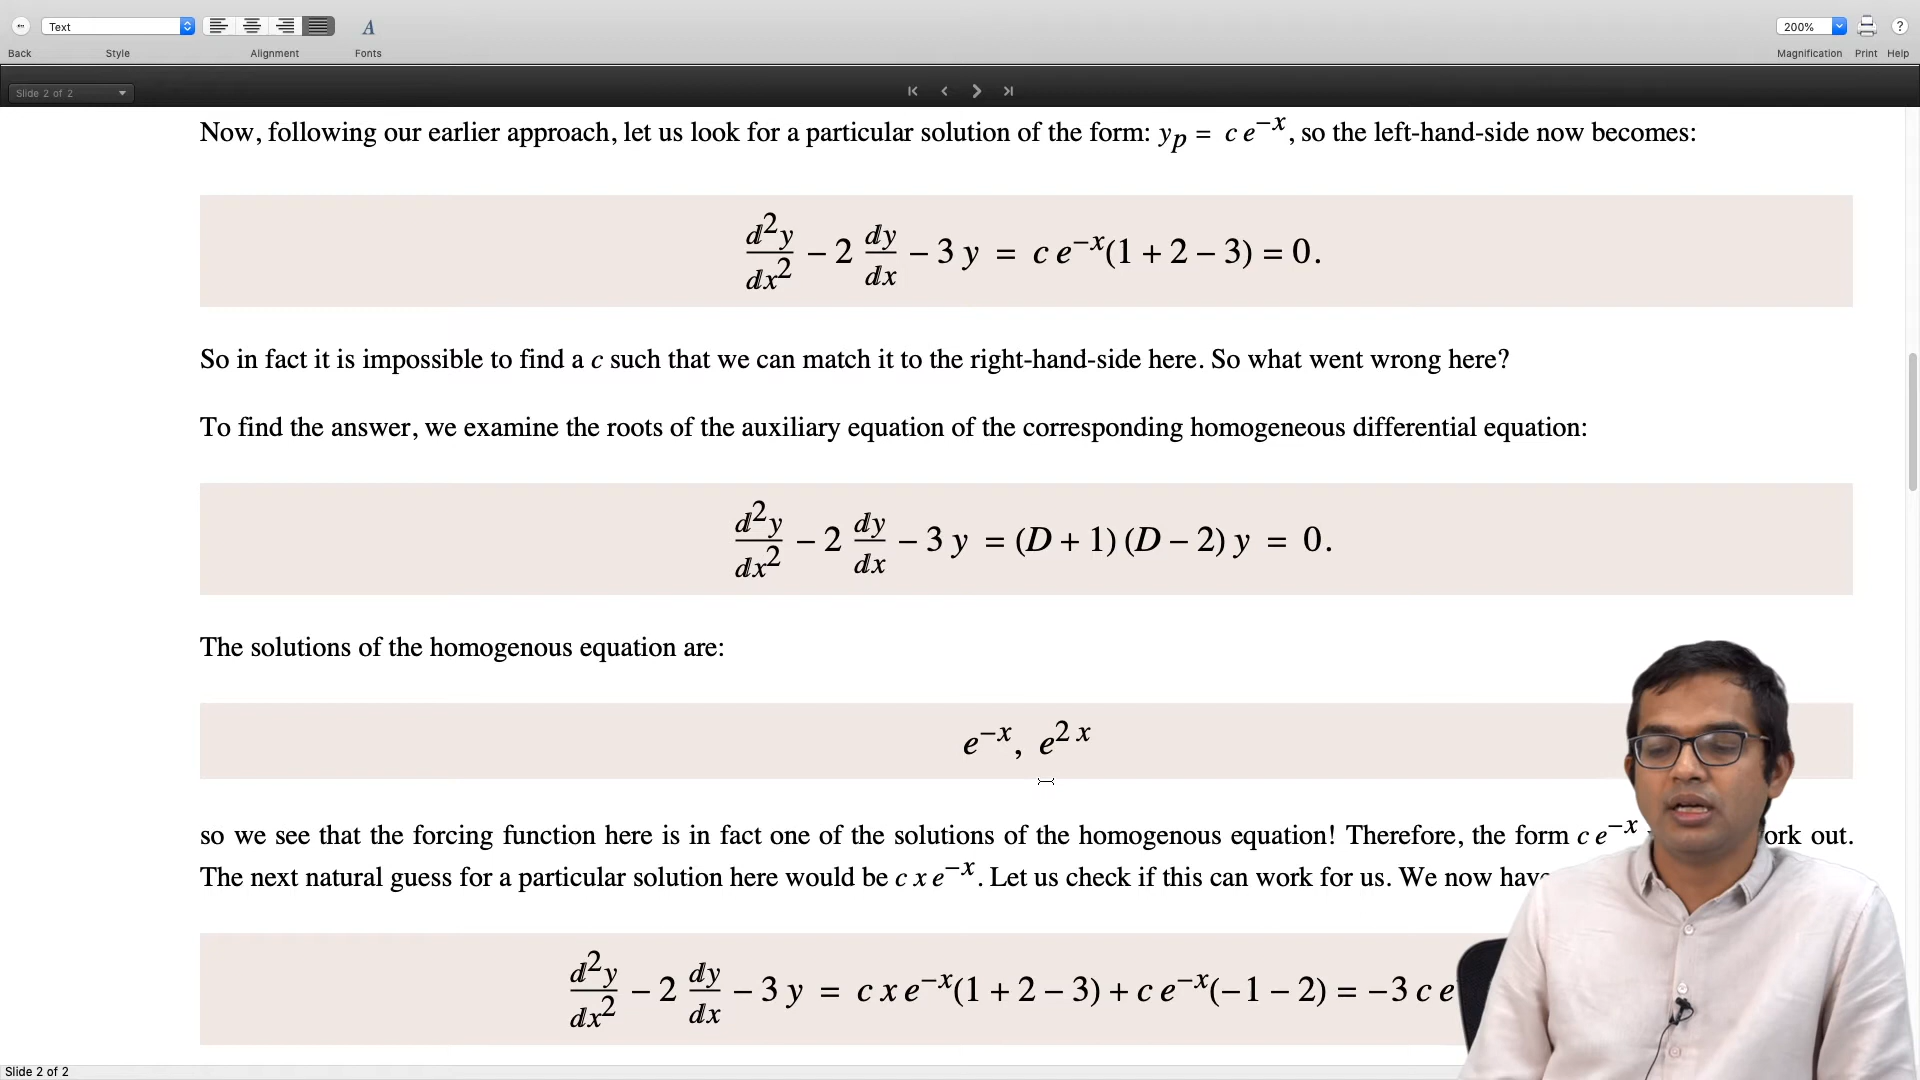 Text
200%
Back Style Alignment Fonts Magnification Print Help
Slide 2 of 2
Now, following our earlier approach, let us look for a particular solution of the form: y_p = c e^{-x}, so the left-hand-side now becomes:
d²y/dx² − 2 dy/dx − 3 y = c e^{-x}(1 + 2 − 3) = 0.
So in fact it is impossible to find a c such that we can match it to the right-hand-side here. So what went wrong here?
To find the answer, we examine the roots of the auxiliary equation of the corresponding homogeneous differential equation:
d²y/dx² − 2 dy/dx − 3 y = (D + 1) (D − 2) y = 0.
The solutions of the homogenous equation are:
e^{-x}, e^{2 x}
so we see that the forcing function here is in fact one of the solutions of the homogenous equation! Therefore, the form c e^{-x} out.
The next natural guess for a particular solution here would be c x e^{-x}. Let us check if this can work for us. We now
d²y/dx² − 2 dy/dx − 3 y = c x e^{-x}(1 + 2 − 3) + c e^{-x}(−1 − 2) = −3 c e
Slide 2 of 2